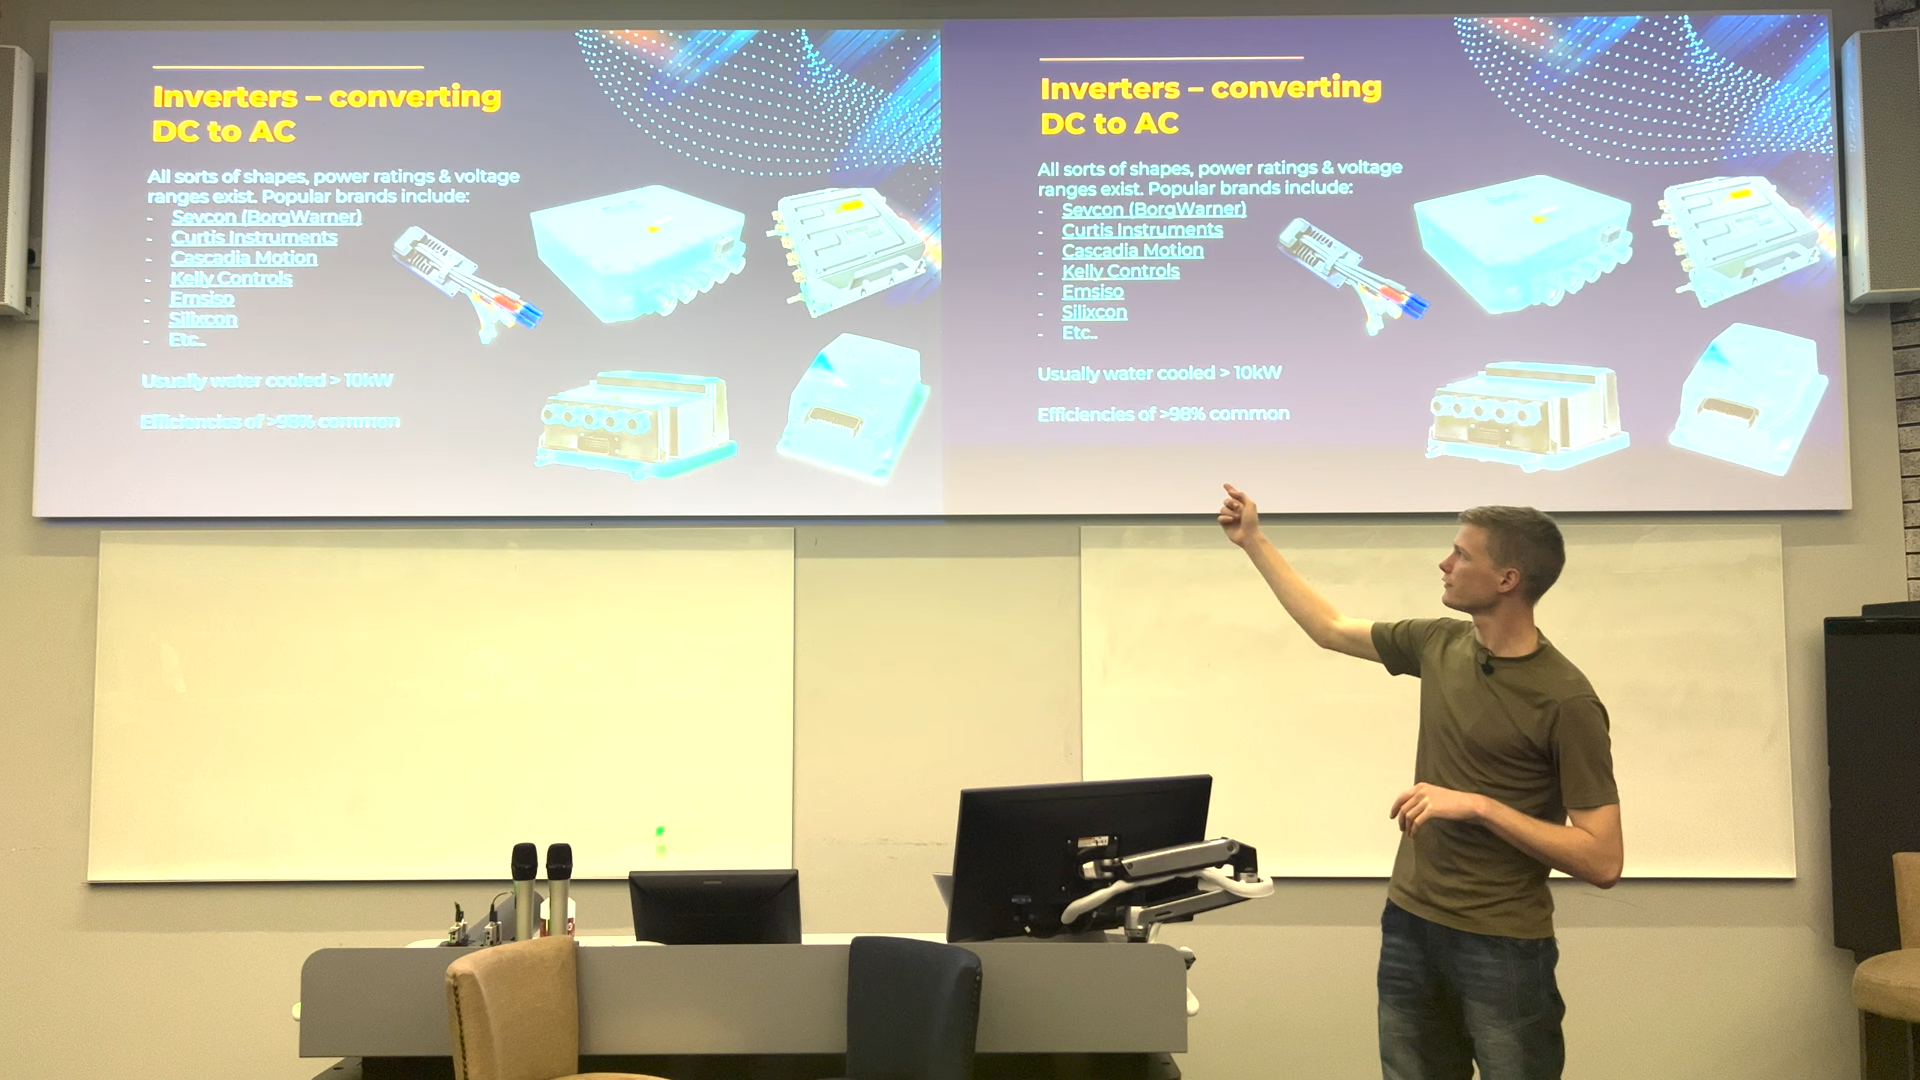 Inverters – converting
DC to AC
All sorts of shapes, power ratings & voltage
ranges exist. Popular brands include:
- Sevcon (BorgWarner)
- Curtis Instruments
- Cascadia Motion
- Kelly Controls
- Emsiso
- Silixcon
- Etc..
Usually water cooled > 10kW
Efficiencies of >98% common
Inverters – converting
DC to AC
All sorts of shapes, power ratings & voltage
ranges exist. Popular brands include:
- Sevcon (BorgWarner)
- Curtis Instruments
- Cascadia Motion
- Kelly Controls
- Emsiso
- Silixcon
- Etc..
Usually water cooled > 10kW
Efficiencies of >98% common